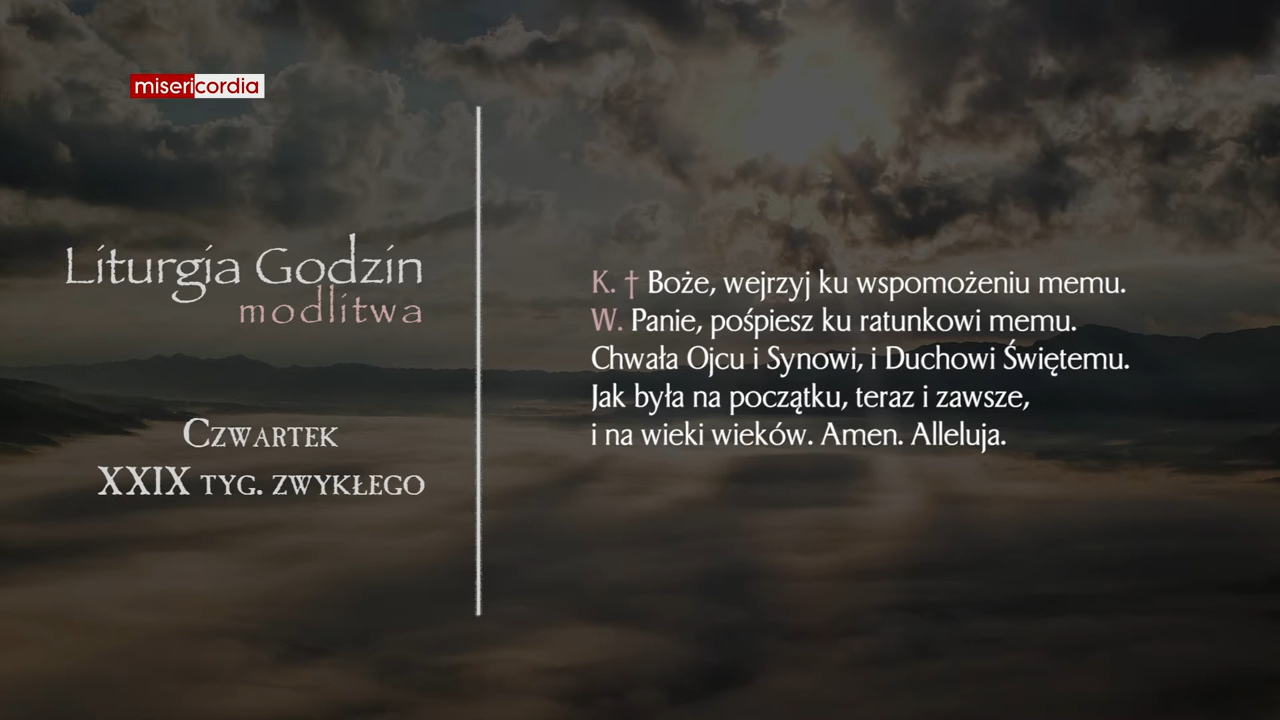 misericordia
Liturgia Godzin
modlitwa
Czwartek
XXIX tyg. zwykłego
K. † Boże, wejrzyj ku wspomożeniu memu.
W. Panie, pośpiesz ku ratunkowi memu.
Chwała Ojcu i Synowi, i Duchowi Świętemu.
Jak była na początku, teraz i zawsze,
i na wieki wieków. Amen. Alleluja.